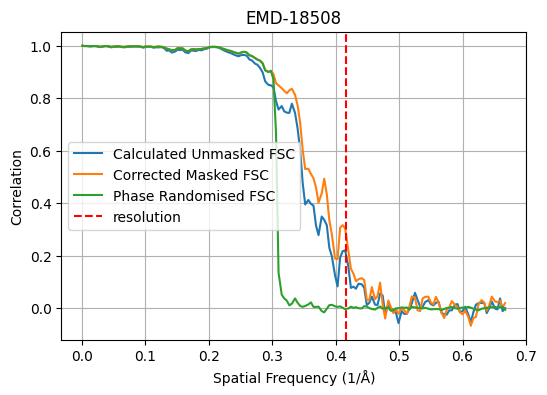 EMD-18508
1.0
0.8
0.6
0.4
0.2
0.0
Correlation
Calculated Unmasked FSC
Corrected Masked FSC
Phase Randomised FSC
resolution
0.0 0.1 0.2 0.3 0.4 0.5 0.6 0.7
Spatial Frequency (1/Å)